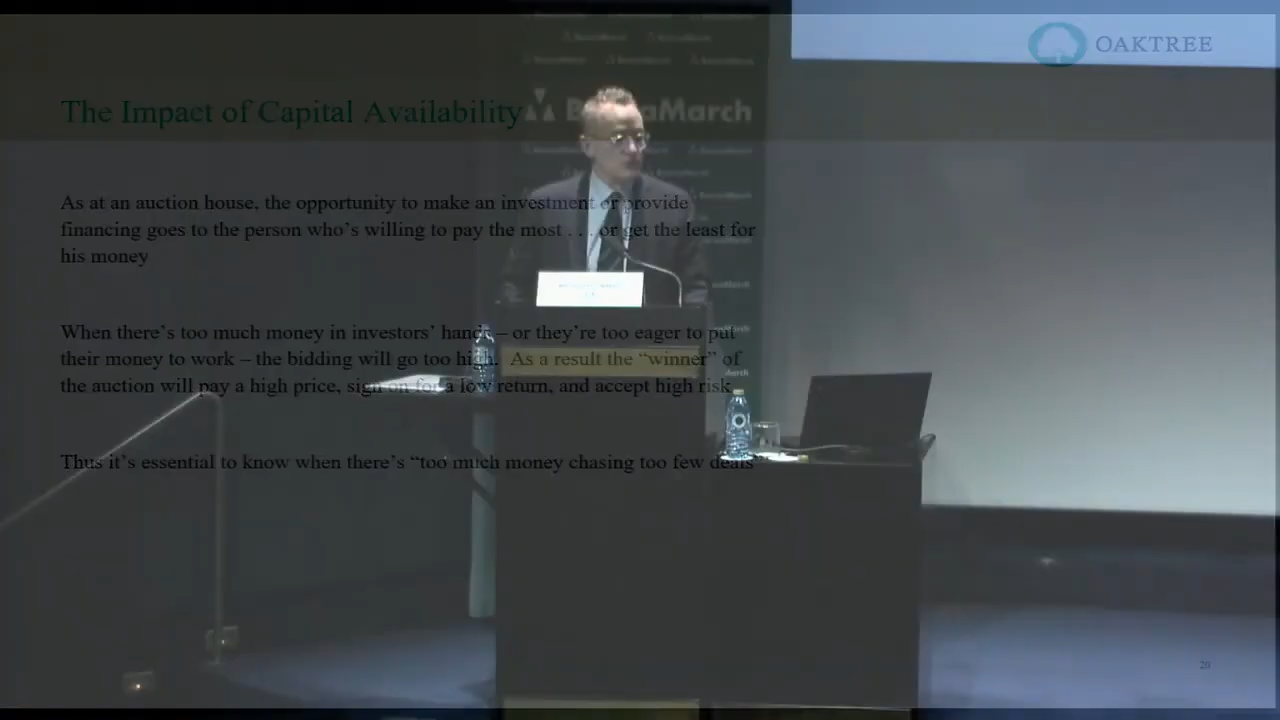 OAKTREE
The Impact of Capital Availability
March
As at an auction house, the opportunity to make an investment or provide
financing goes to the person who's willing to pay the most . . . or get the least for
his money
When there's too much money in investors' hands – or they're too eager to put
their money to work – the bidding will go too high. As a result the “winner” of
the auction will pay a high price, sign on for a low return, and accept high risk
Thus it's essential to know when there's “too much money chasing too few deals”
20